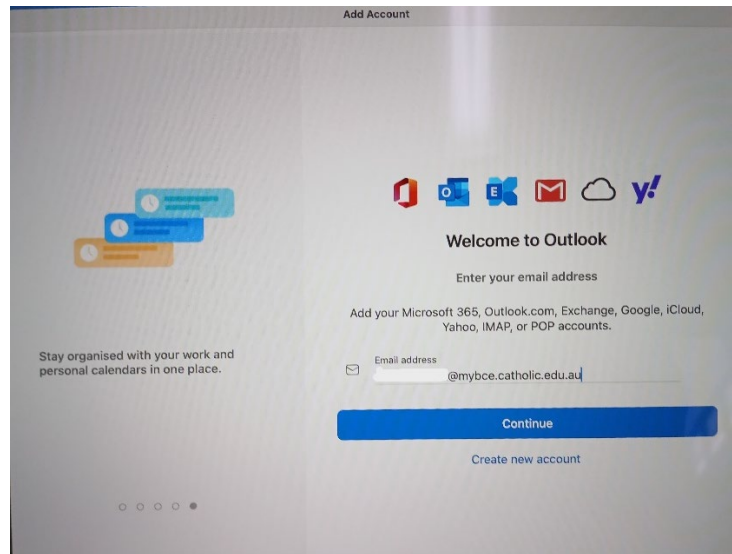 Add Account
O
E
y!
Welcome to Outlook
Enter your email address
Add your Microsoft 365, Outlook.com, Exchange, Google, iCloud,
Yahoo, IMAP, or POP accounts.
Stay organised with your work and
personal calendars in one place.
Email address
@mybce.catholic.edu.au
Continue
Create new account